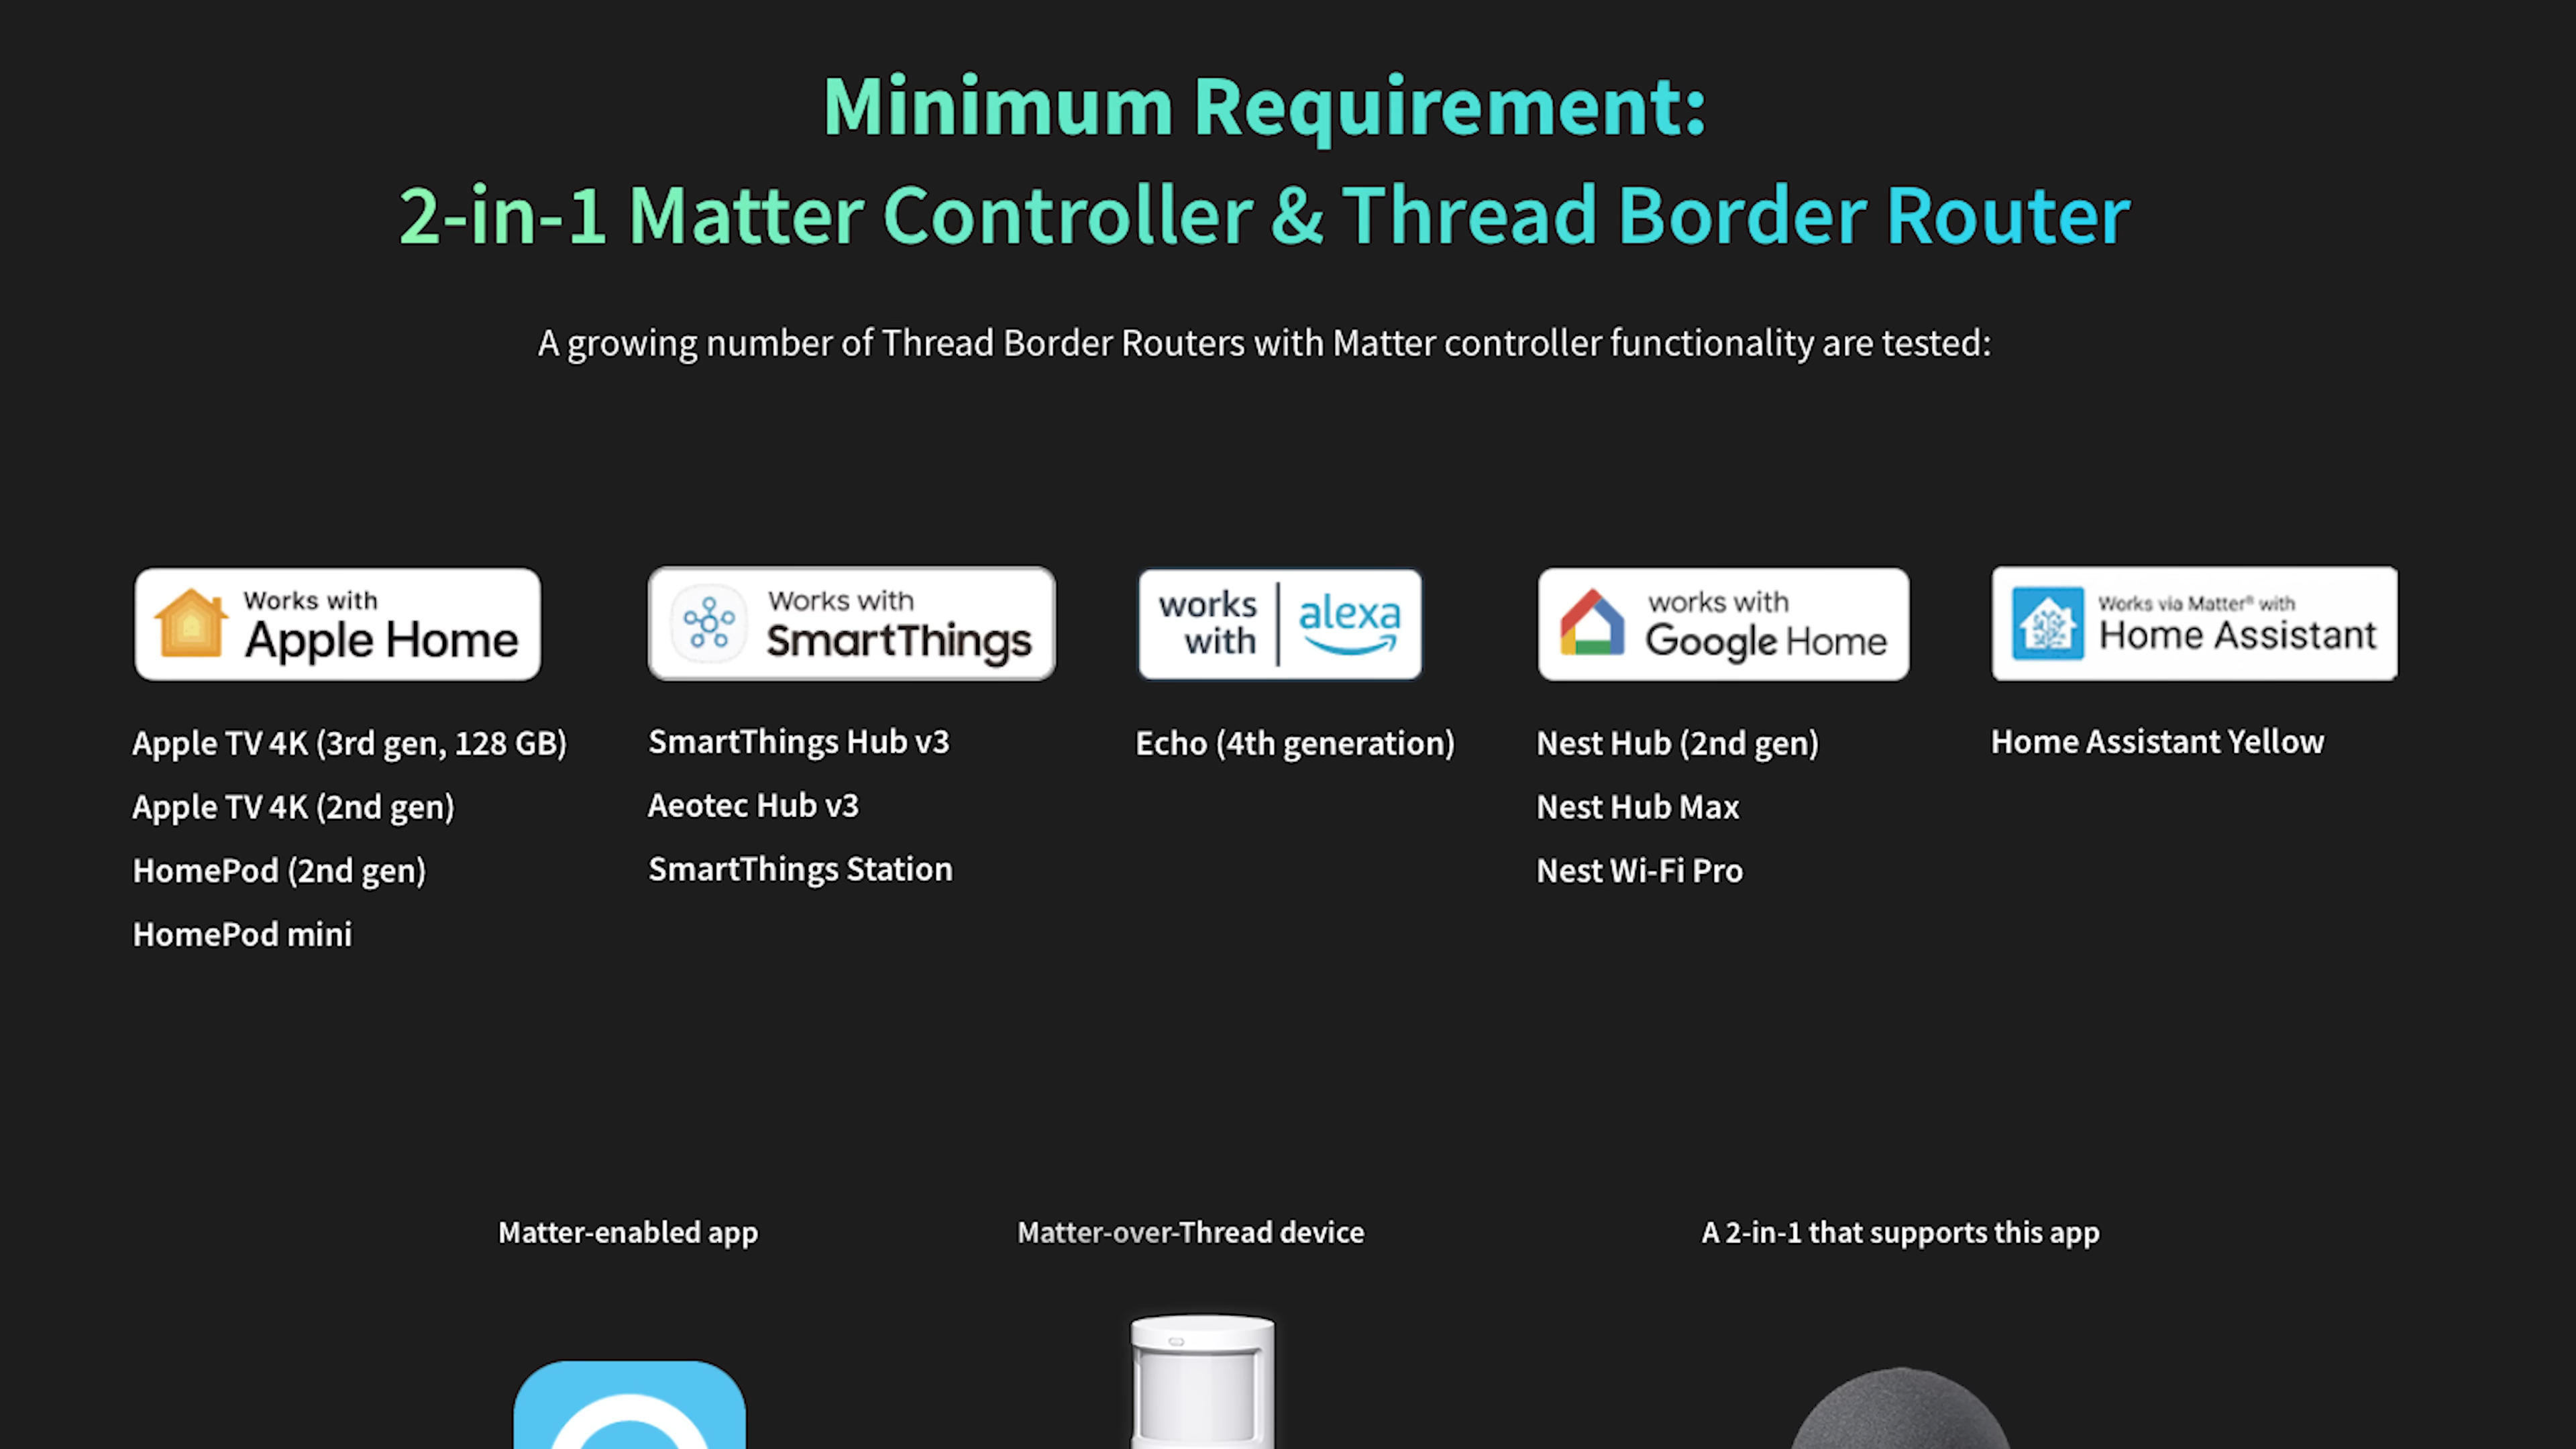 Minimum Requirement:
2-in-1 Matter Controller & Thread Border Router
A growing number of Thread Border Routers with Matter controller functionality are tested:
Works with
Apple Home
Apple TV 4K (3rd gen, 128 GB)
Apple TV 4K (2nd gen)
HomePod (2nd gen)
HomePod mini
Works with
SmartThings
SmartThings Hub v3
Aeotec Hub v3
SmartThings Station
works
with
alexa
Echo (4th generation)
works with
Google Home
Nest Hub (2nd gen)
Nest Hub Max
Nest Wi-Fi Pro
Works via Matter® with
Home Assistant
Home Assistant Yellow
Matter-enabled app
Matter-over-Thread device
A 2-in-1 that supports this app